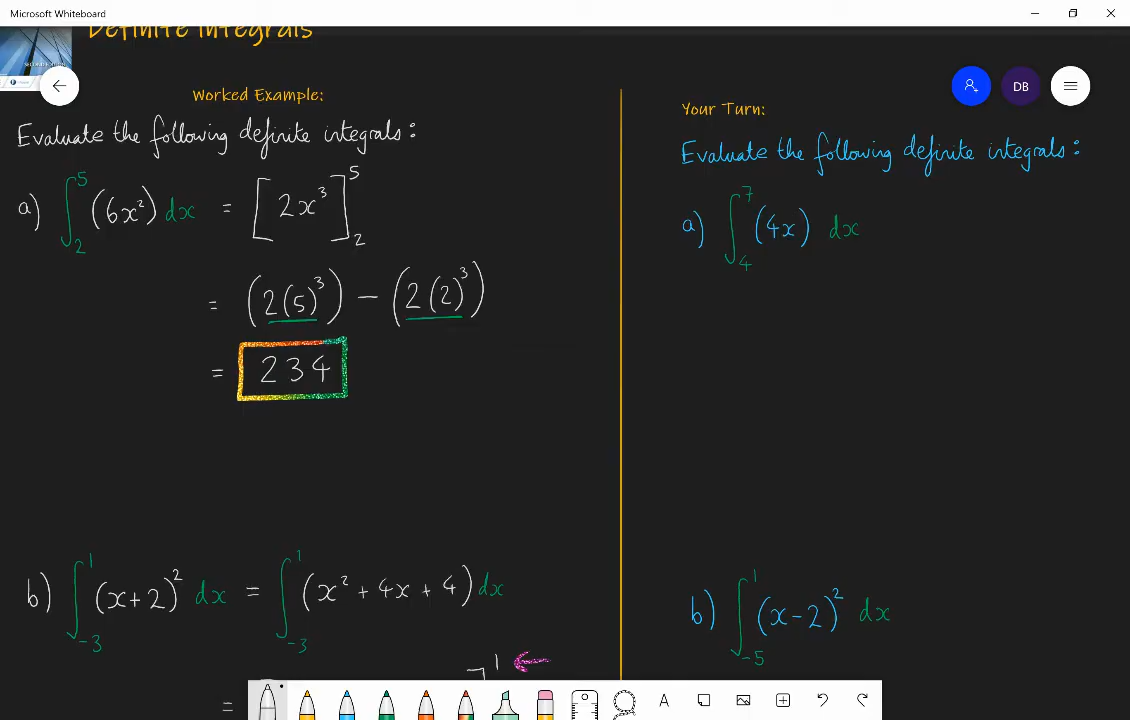 Microsoft Whiteboard
Definite Integrals
Worked Example:
Evaluate the following definite integrals:
a) ∫₂⁵ (6x²) dx = [2x³]₂⁵
= (2(5)³) − (2(2)³)
= 234
b) ∫₋₃¹ (x+2)² dx = ∫₋₃¹ (x² + 4x + 4) dx
= ]¹ ←
Your Turn:
Evaluate the following definite integrals:
a) ∫₄⁷ (4x) dx
b) ∫₋₅¹ (x−2)² dx
DB
A